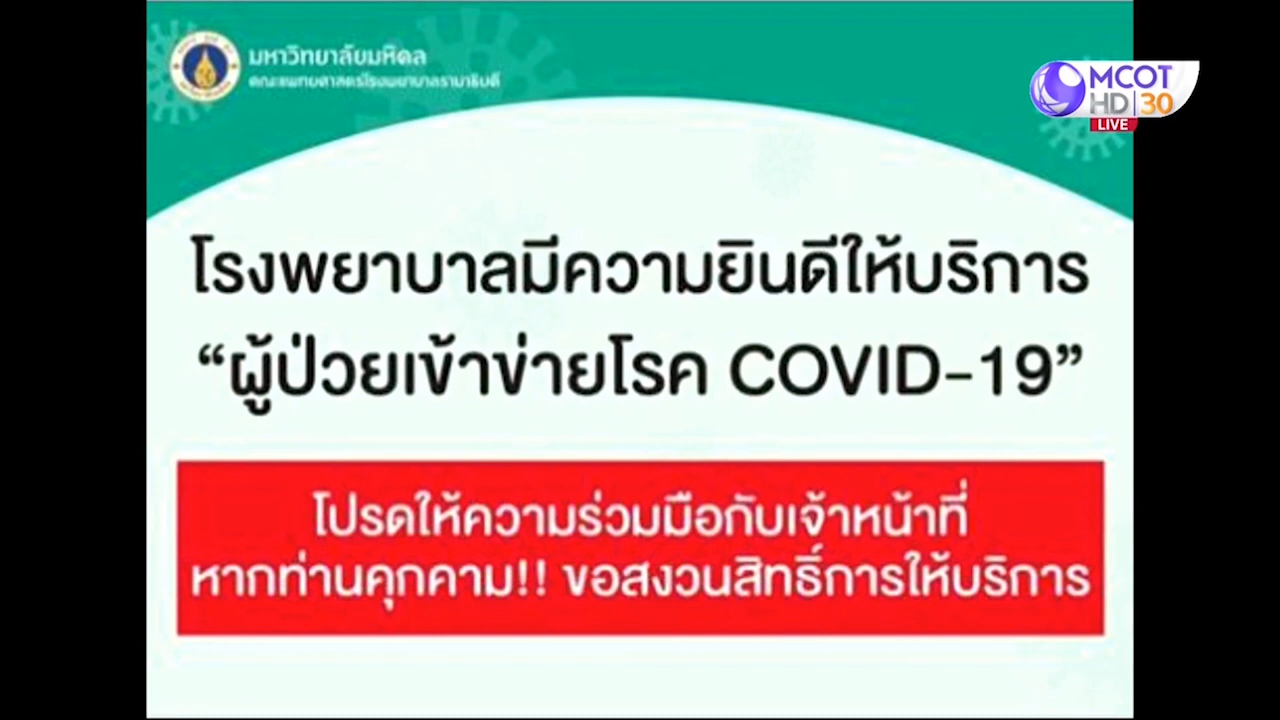 มหาวิทยาลัยมหิดล
คณะแพทยศาสตร์โรงพยาบาลรามาธิบดี
MCOT
HD|30
LIVE
โรงพยาบาลมีความยินดีให้บริการ
“ผู้ป่วยเข้าข่ายโรค COVID-19”
โปรดให้ความร่วมมือกับเจ้าหน้าที่
หากท่านคุกคาม!! ขอสงวนสิทธิ์การให้บริการ